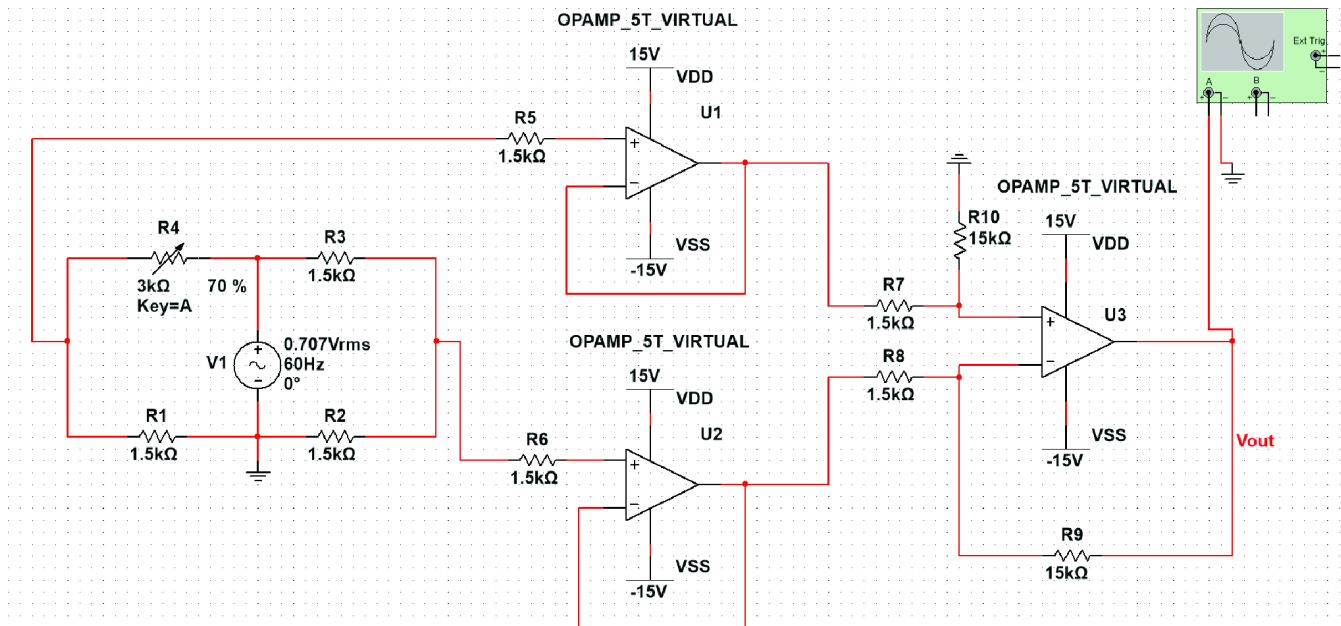 OPAMP_5T_VIRTUAL
15V
VDD
U1
R5
1.5kΩ
+
−
VSS
-15V
Ext Trig
+
−
A
B
+
−
+
−
R4
3kΩ
70 %
Key=A
R3
1.5kΩ
V1
+
−
0.707Vrms
60Hz
0°
R1
1.5kΩ
R2
1.5kΩ
OPAMP_5T_VIRTUAL
15V
VDD
U2
R6
1.5kΩ
+
−
VSS
-15V
R10
15kΩ
R7
1.5kΩ
R8
1.5kΩ
OPAMP_5T_VIRTUAL
15V
VDD
U3
+
−
VSS
-15V
Vout
R9
15kΩ